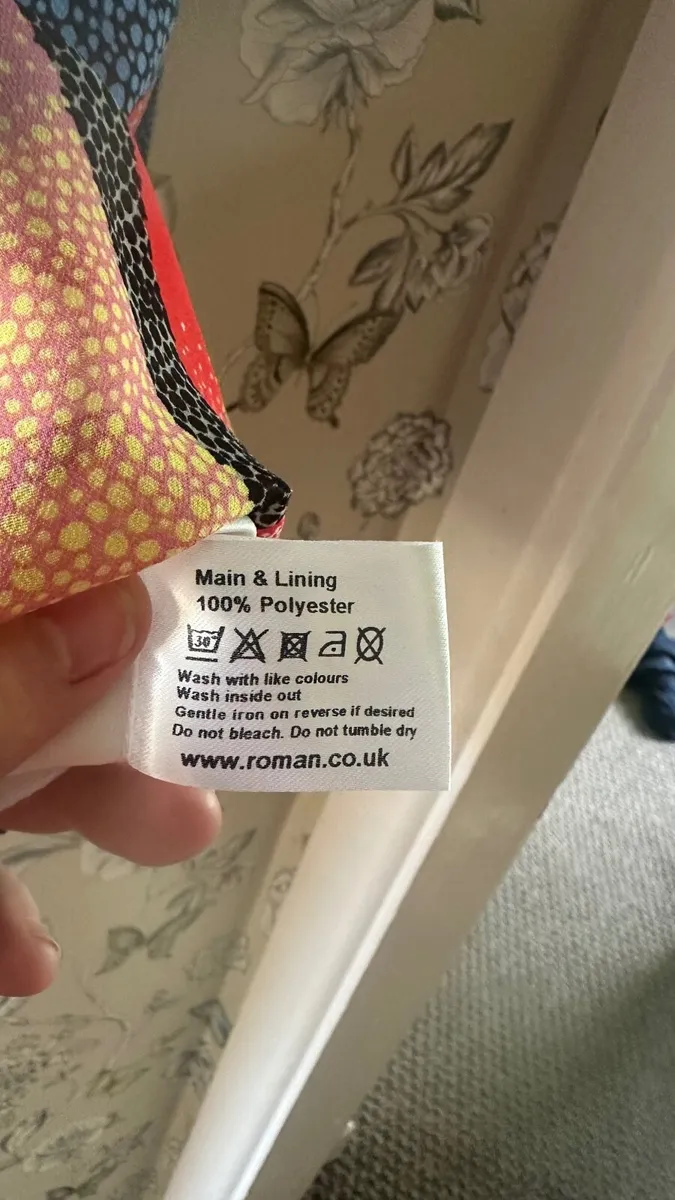 Main & Lining
100% Polyester
30°
Wash with like colours
Wash inside out
Gentle iron on reverse if desired
Do not bleach. Do not tumble dry
www.roman.co.uk